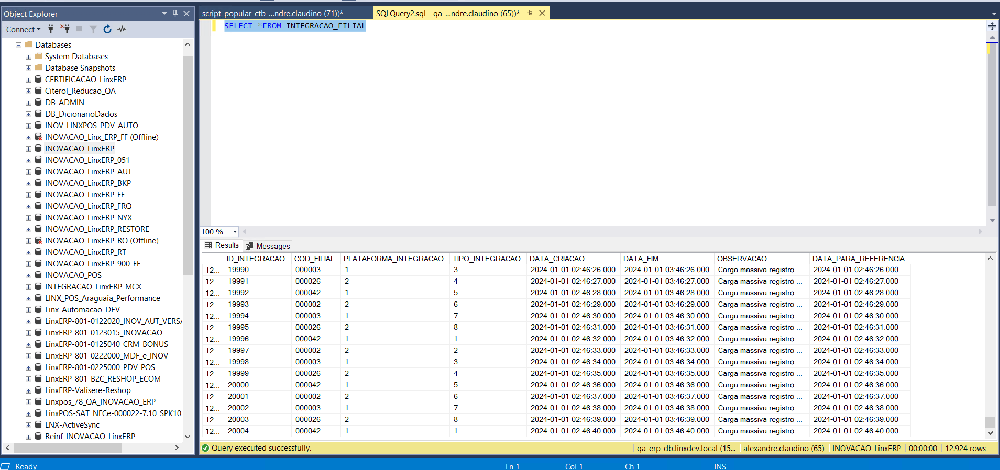 Object Explorer
Connect
Databases
System Databases
Database Snapshots
CERTIFICACAO_LinxERP
Citerol_Reducao_QA
DB_ADMIN
DB_DicionarioDados
INOV_LINXPOS_PDV_AUTO
INOVACAO_Linx_ERP_FF (Offline)
INOVACAO_LinxERP
INOVACAO_LinxERP_051
INOVACAO_LinxERP_AUT
INOVACAO_LinxERP_BKP
INOVACAO_LinxERP_FF
INOVACAO_LinxERP_FRQ
INOVACAO_LinxERP_NYX
INOVACAO_LinxERP_RESTORE
INOVACAO_LinxERP_RO (Offline)
INOVACAO_LinxERP_RT
INOVACAO_LinxERP-900_FF
INOVACAO_POS
INTEGRACAO_LinxERP_MCX
LINX_POS_Araguaia_Performance
Linx-Automacao-DEV
LinxERP-801-0122020_INOV_AUT_VERSA
LinxERP-801-0123015_INOVACAO
LinxERP-801-0125040_CRM_BONUS
LinxERP-801-0222000_MDF_e_INOV
LinxERP-801-0225000_PDV_POS
LinxERP-801-B2C_RESHOP_ECOM
LinxERP-Valisere-Reshop
Linxpos_78_QA_INOVACAO_ERP
LinxPOS-SAT_NFCe-000022-7.10_SPK10
LNX-ActiveSync
Reinf_INOVACAO_LinxERP
script_popular_ctb_...ndre.claudino (71))* SQLQuery2.sql - qa-...ndre.claudino (65))*
SELECT *FROM INTEGRACAO_FILIAL
100 %
Results Messages
ID_INTEGRACAO COD_FILIAL PLATAFORMA_INTEGRACAO TIPO_INTEGRACAO DATA_CRIACAO DATA_FIM OBSERVACAO DATA_PARA_REFERENCIA
12... 19990 000003 1 3 2024-01-01 02:46:26.000 2024-01-01 03:46:26.000 Carga massiva registro ... 2024-01-01 02:46:26.000
12... 19991 000026 2 4 2024-01-01 02:46:27.000 2024-01-01 03:46:27.000 Carga massiva registro ... 2024-01-01 02:46:27.000
12... 19992 000042 1 5 2024-01-01 02:46:28.000 2024-01-01 03:46:28.000 Carga massiva registro ... 2024-01-01 02:46:28.000
12... 19993 000002 2 6 2024-01-01 02:46:29.000 2024-01-01 03:46:29.000 Carga massiva registro ... 2024-01-01 02:46:29.000
12... 19994 000003 1 7 2024-01-01 02:46:30.000 2024-01-01 03:46:30.000 Carga massiva registro ... 2024-01-01 02:46:30.000
12... 19995 000026 2 8 2024-01-01 02:46:31.000 2024-01-01 03:46:31.000 Carga massiva registro ... 2024-01-01 02:46:31.000
12... 19996 000042 1 1 2024-01-01 02:46:32.000 2024-01-01 03:46:32.000 Carga massiva registro ... 2024-01-01 02:46:32.000
12... 19997 000002 2 2 2024-01-01 02:46:33.000 2024-01-01 03:46:33.000 Carga massiva registro ... 2024-01-01 02:46:33.000
12... 19998 000003 1 3 2024-01-01 02:46:34.000 2024-01-01 03:46:34.000 Carga massiva registro ... 2024-01-01 02:46:34.000
12... 19999 000026 2 4 2024-01-01 02:46:35.000 2024-01-01 03:46:35.000 Carga massiva registro ... 2024-01-01 02:46:35.000
12... 20000 000042 1 5 2024-01-01 02:46:36.000 2024-01-01 03:46:36.000 Carga massiva registro ... 2024-01-01 02:46:36.000
12... 20001 000002 2 6 2024-01-01 02:46:37.000 2024-01-01 03:46:37.000 Carga massiva registro ... 2024-01-01 02:46:37.000
12... 20002 000003 1 7 2024-01-01 02:46:38.000 2024-01-01 03:46:38.000 Carga massiva registro ... 2024-01-01 02:46:38.000
12... 20003 000026 2 8 2024-01-01 02:46:39.000 2024-01-01 03:46:39.000 Carga massiva registro ... 2024-01-01 02:46:39.000
12... 20004 000042 1 1 2024-01-01 02:46:40.000 2024-01-01 03:46:40.000 Carga massiva registro ... 2024-01-01 02:46:40.000
Query executed successfully. qa-erp-db.linxdev.local (15... alexandre.claudino (65) INOVACAO_LinxERP 00:00:00 12.924 rows
Ready Ln 1 Col 1 Ch 1 INS